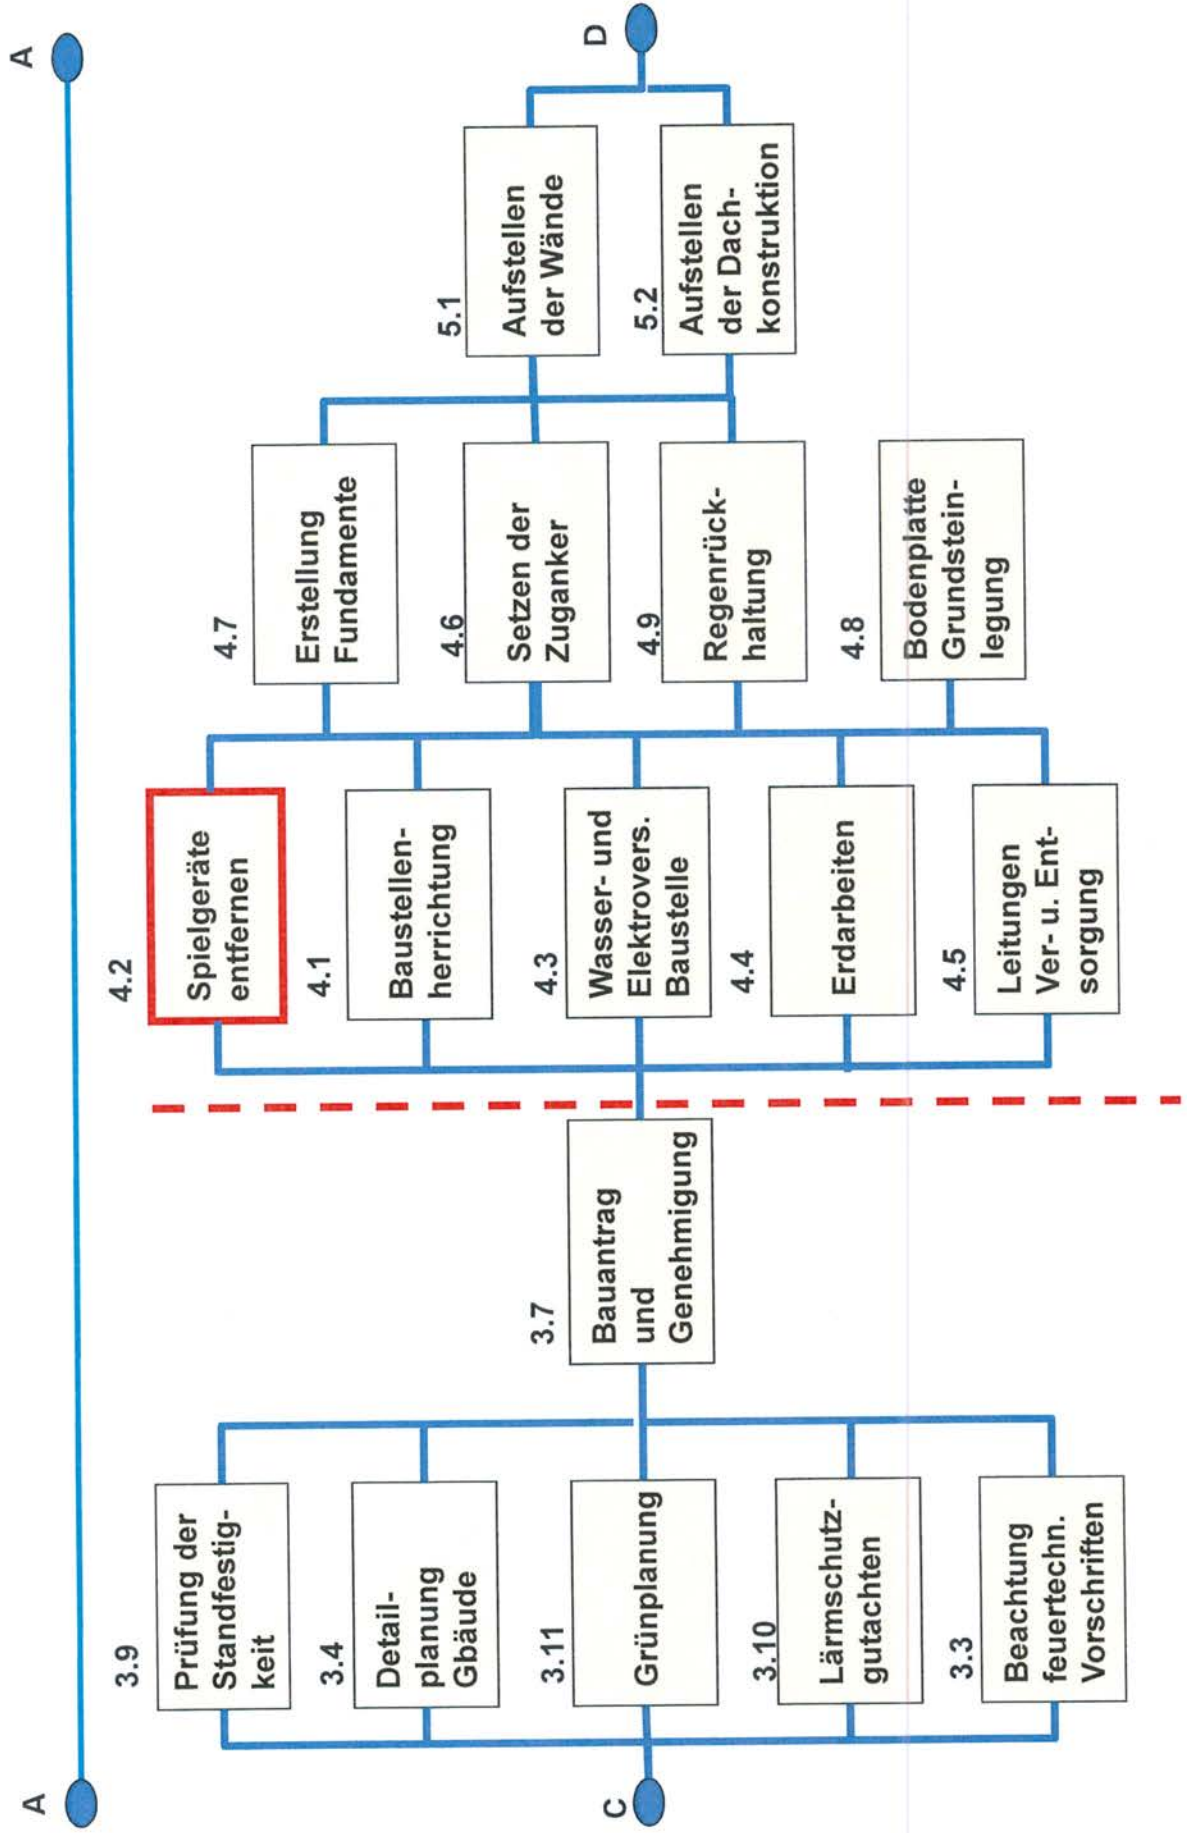 A
A
3.9
Prüfung der
Standfestig-
keit
3.4
Detail-
planung
Gbäude
3.11
Grünplanung
3.10
Lärmschutz-
gutachten
3.3
Beachtung
feuertechn.
Vorschriften
C
3.7
Bauantrag
und
Genehmigung
4.2
Spielgeräte
entfernen
4.1
Baustellen-
herrichtung
4.3
Wasser- und
Elektrovers.
Baustelle
4.4
Erdarbeiten
4.5
Leitungen
Ver- u. Ent-
sorgung
4.7
Erstellung
Fundamente
4.6
Setzen der
Zuganker
4.9
Regenrück-
haltung
4.8
Bodenplatte
Grundstein-
legung
5.1
Aufstellen
der Wände
5.2
Aufstellen
der Dach-
konstruktion
D